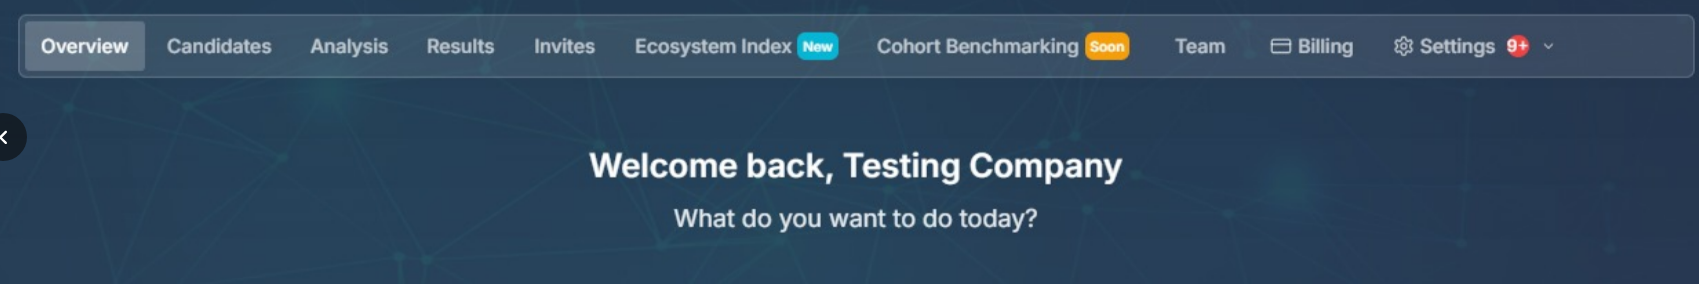 Overview Candidates Analysis Results Invites Ecosystem Index New Cohort Benchmarking Soon Team Billing Settings 9+
Welcome back, Testing Company
What do you want to do today?